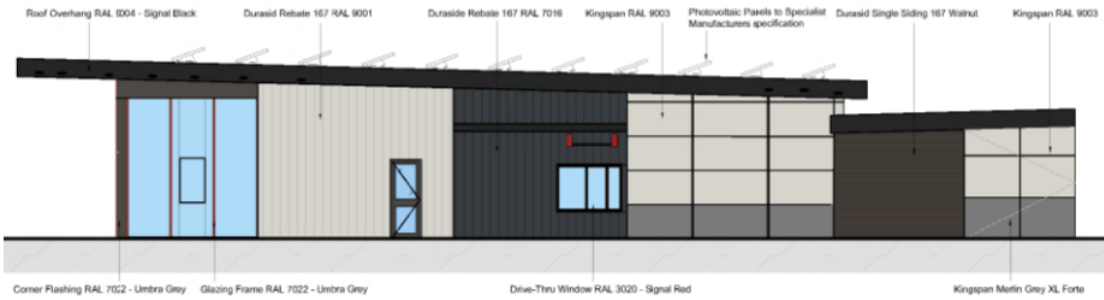 Roof Overhang RAL 9004 - Signal Black
Durasid Rebate 167 RAL 9001
Duraside Rebate 167 RAL 7016
Kingspan RAL 9003
Photovoltaic Panels to Specialist
Manufacturers specification
Durasid Single Siding 167 Walnut
Kingspan RAL 9003
Corner Flashing RAL 7022 - Umbra Grey
Glazing Frame RAL 7022 - Umbra Grey
Drive-Thru Window RAL 3020 - Signal Red
Kingspan Merlin Grey XL Forte